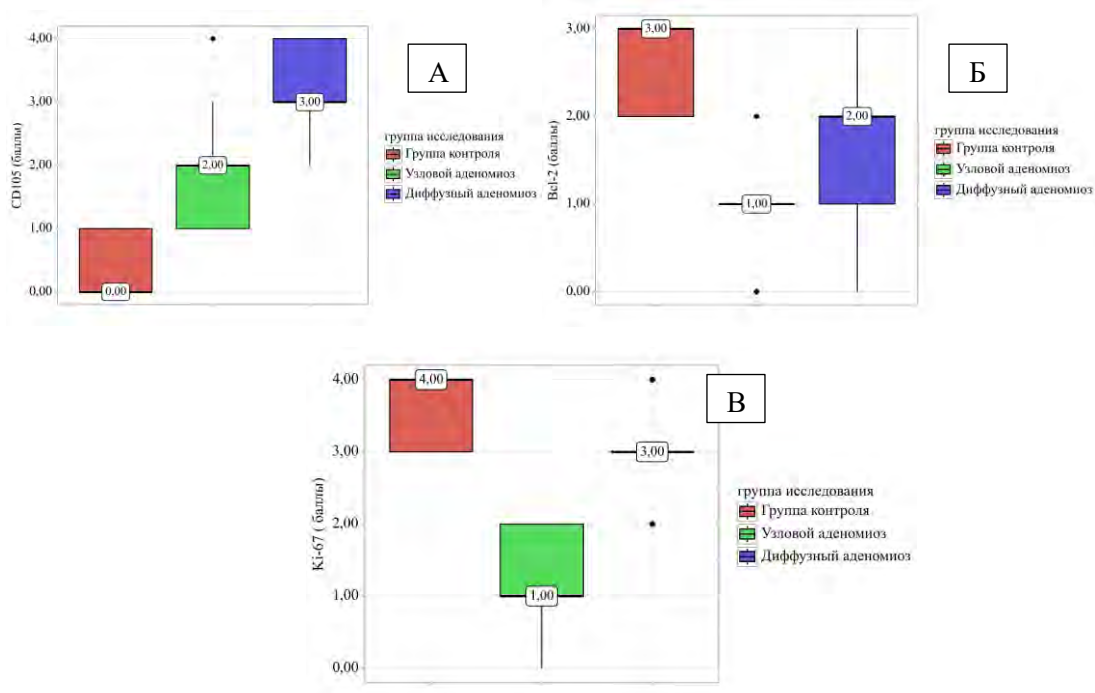 4,00
3,00
2,00
1,00
0,00
CD105 (баллы)
0,00
2,00
3,00
А
группа исследования
Группа контроля
Узловой аденомиоз
Диффузный аденомиоз
3,00
2,00
1,00
0,00
Bcl-2 (баллы)
3,00
1,00
2,00
Б
группа исследования
Группа контроля
Узловой аденомиоз
Диффузный аденомиоз
4,00
3,00
2,00
1,00
0,00
Ki-67 ( баллы)
4,00
1,00
3,00
В
группа исследования
Группа контроля
Узловой аденомиоз
Диффузный аденомиоз